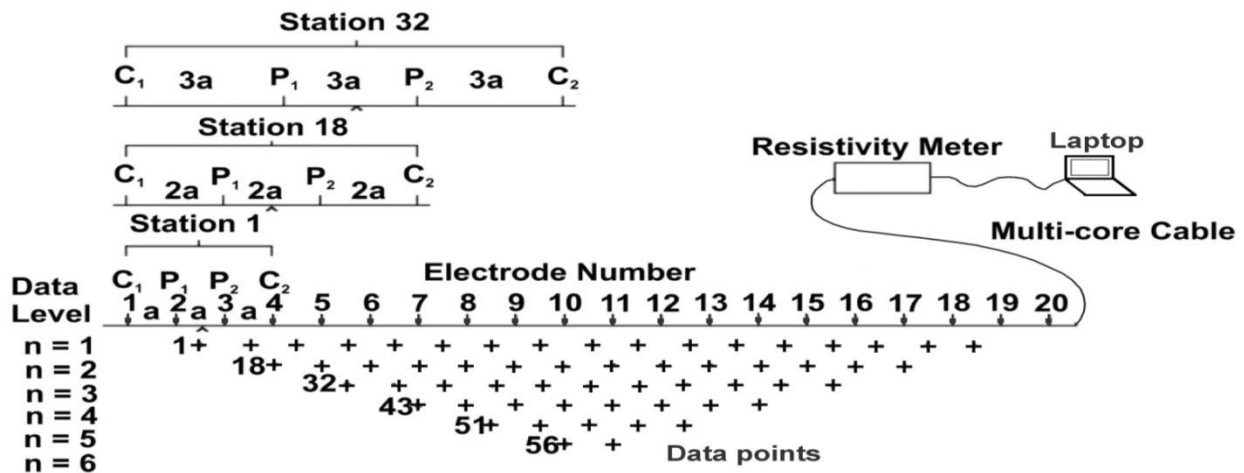 Station 32
C₁ 3a P₁ 3a P₂ 3a C₂
Station 18
C₁ 2a P₁ 2a P₂ 2a C₂
Station 1
C₁ P₁ P₂ C₂
Resistivity Meter
Laptop
Multi-core Cable
Electrode Number
Data
Level
1 2 3 4 5 6 7 8 9 10 11 12 13 14 15 16 17 18 19 20
a a a
n = 1 1
n = 2 18
n = 3 32
n = 4 43
n = 5 51
n = 6 56
Data points